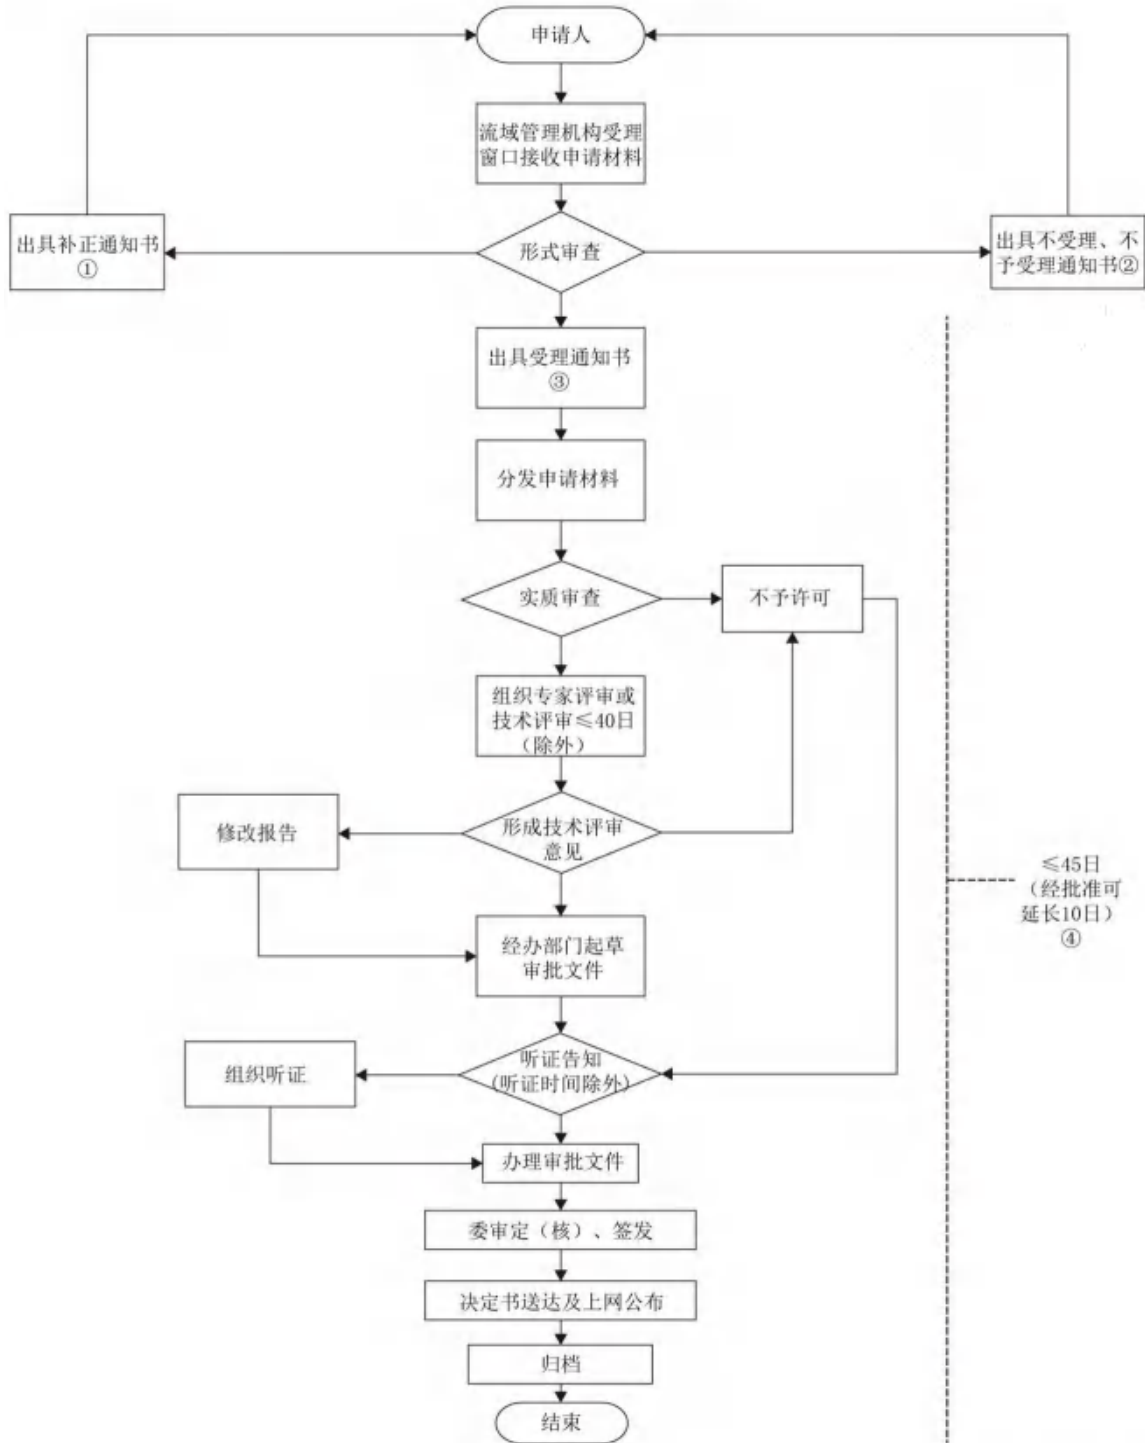 申请人
流域管理机构受理
窗口接收申请材料
出具补正通知书
①
形式审查
出具不受理、不
予受理通知书②
出具受理通知书
③
分发申请材料
实质审查
不予许可
组织专家评审或
技术评审≤40日
（除外）
修改报告
形成技术评审
意见
≤45日
（经批准可
延长10日）
④
经办部门起草
审批文件
组织听证
听证告知
(听证时间除外)
办理审批文件
委审定（核）、签发
决定书送达及上网公布
归档
结束